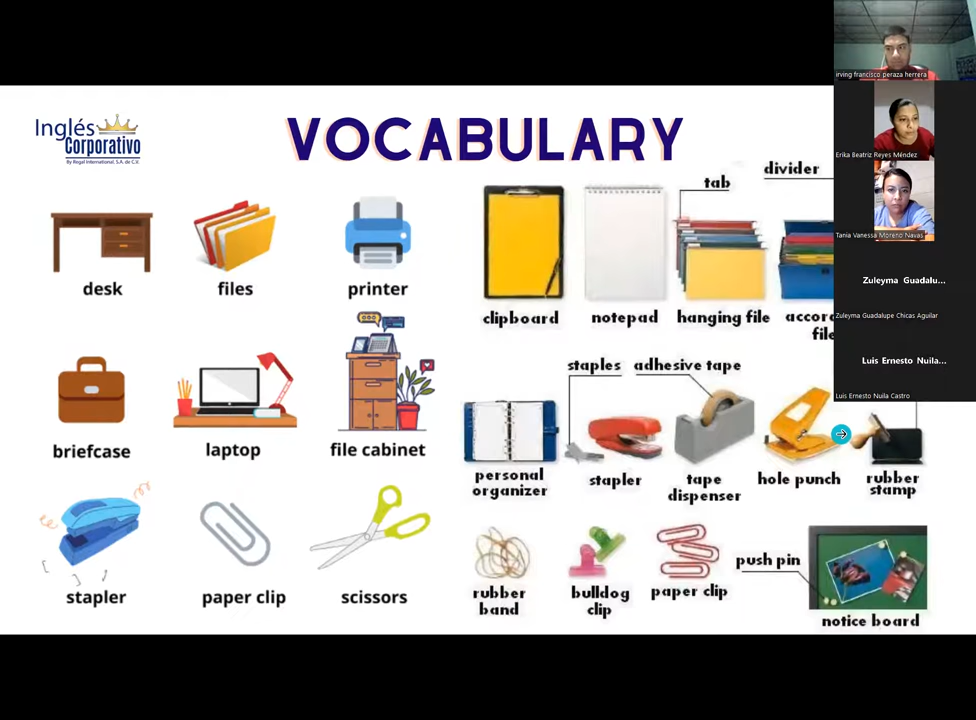 Inglés
Corporativo
By Regal International, S.A. de C.V.
VOCABULARY
desk
files
printer
briefcase
laptop
file cabinet
stapler
paper clip
scissors
tab
divider
clipboard
notepad
hanging file
accor
file
staples
adhesive tape
personal
organizer
stapler
tape
dispenser
hole punch
rubber
stamp
rubber
band
bulldog
clip
paper clip
push pin
notice board
irving francisco peraza herrera
Erika Beatriz Reyes Méndez
Tania Vanessa Moreno Navas
Zuleyma Guadalu...
Zuleyma Guadalupe Chicas Aguilar
Luis Ernesto Nuila...
Luis Ernesto Nuila Castro